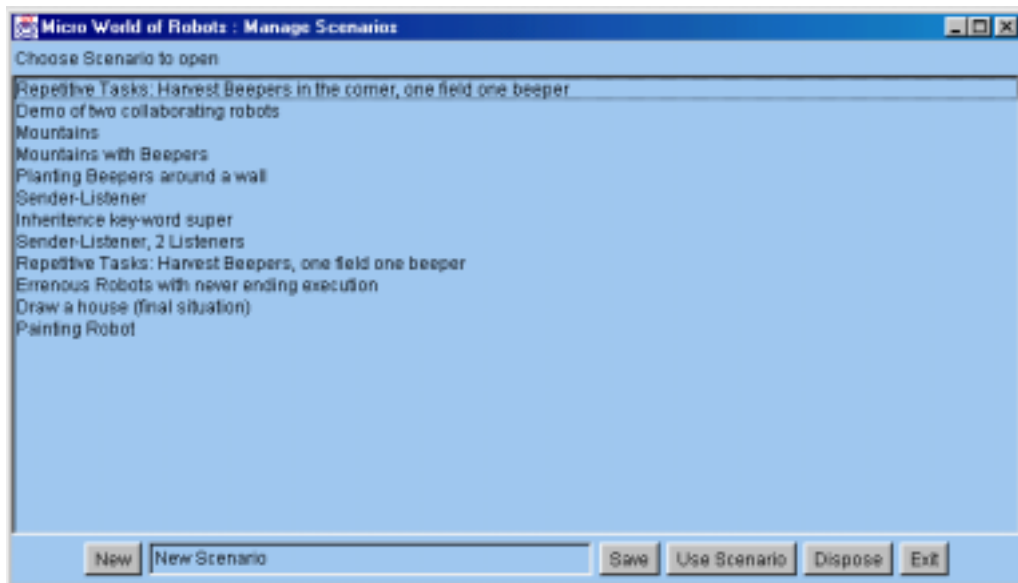 Micro World of Robots : Manage Scenarios
Choose Scenario to open
Repetitive Tasks: Harvest Beepers in the corner, one field one beeper
Demo of two collaborating robots
Mountains
Mountains with Beepers
Planting Beepers around a wall
Sender-Listener
Inheritence key-word super
Sender-Listener, 2 Listeners
Repetitive Tasks: Harvest Beepers, one field one beeper
Errenous Robots with never ending execution
Draw a house (final situation)
Painting Robot
New New Scenario Save Use Scenario Dispose Exit